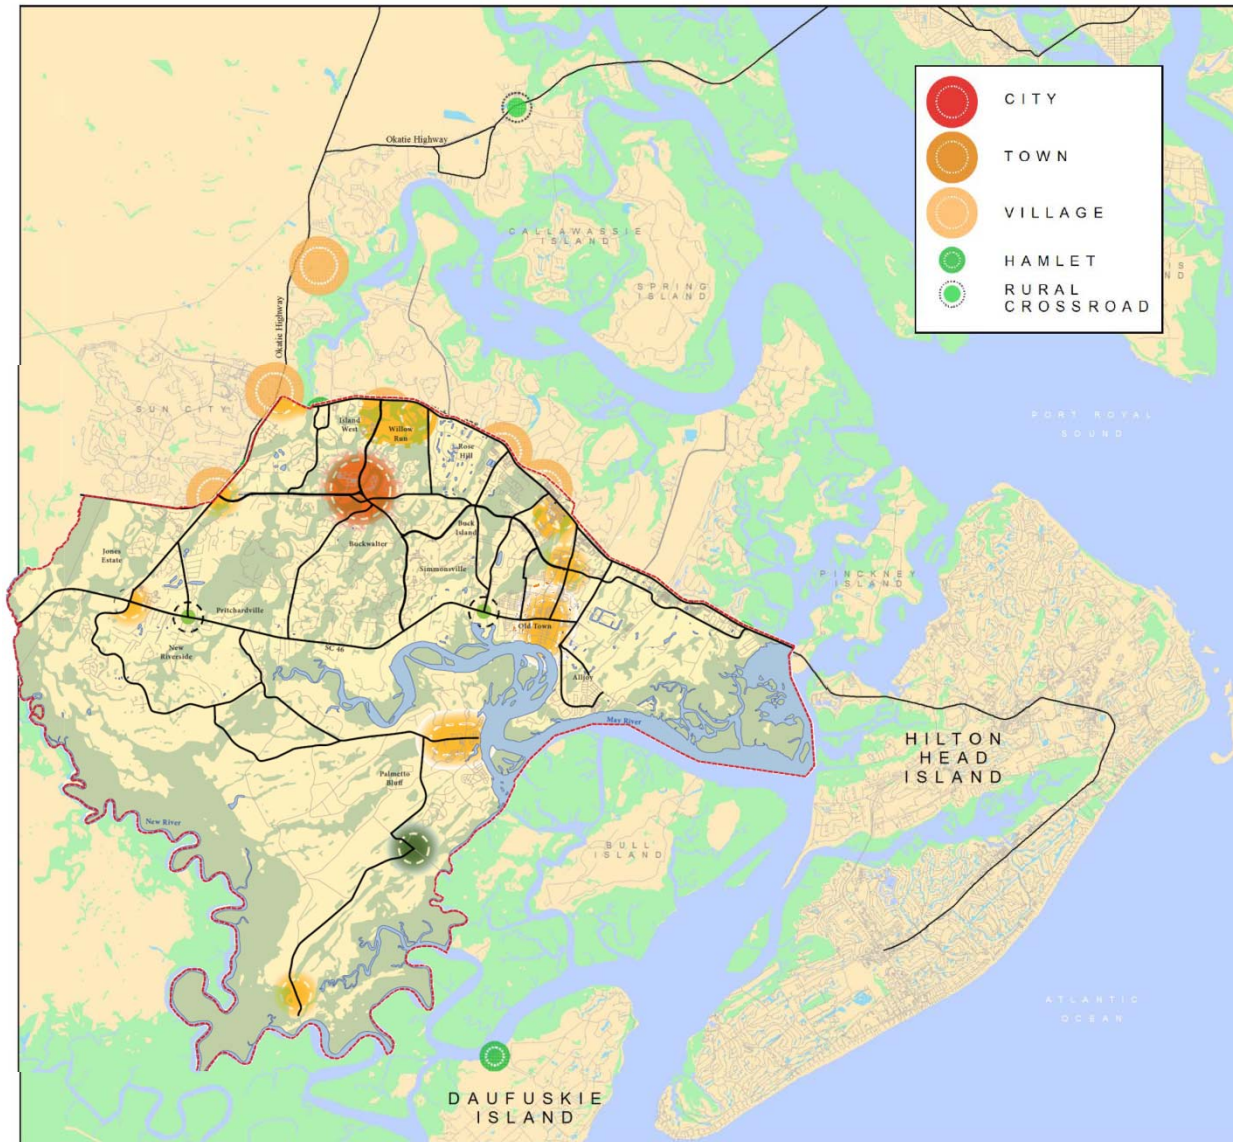 CITY
TOWN
VILLAGE
HAMLET
RURAL
CROSSROAD
Okatie Highway
CALLAWASSIE
ISLAND
SPRING
ISLAND
IS
ND
Okatie Highway
SUN CITY
Island
West
Willow
Run
Rose
Hill
PORT ROYAL
SOUND
Buck
Island
Buckwalter
Jones
Estate
Simmonsville
PINCKNEY
ISLAND
Pritchardville
Old Town
New
Riverside
SC 46
Alljoy
May River
HILTON
HEAD
ISLAND
Palmetto
Bluff
New River
BULL
ISLAND
ATLANTIC
OCEAN
DAUFUSKIE
ISLAND